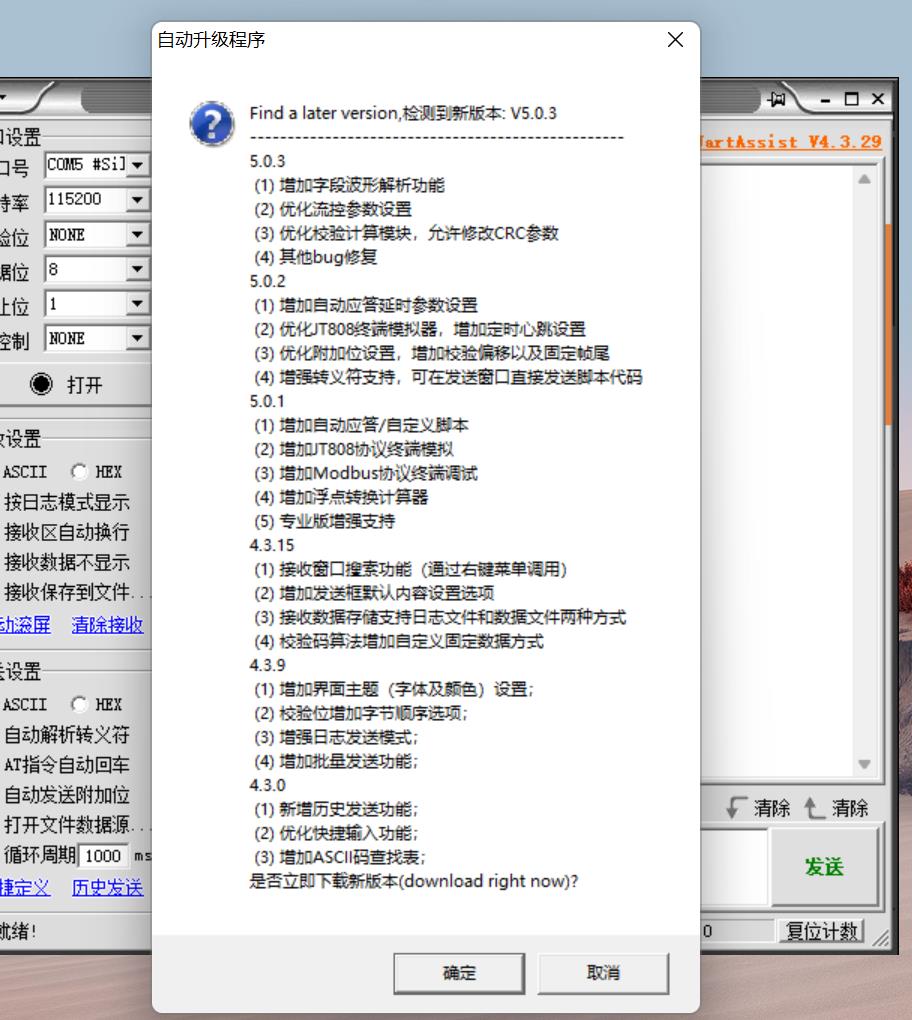 自动升级程序
Find a later version,检测到新版本: V5.0.3
--------------------------------------------------
5.0.3
(1) 增加字段波形解析功能
(2) 优化流控参数设置
(3) 优化校验计算模块，允许修改CRC参数
(4) 其他bug修复
5.0.2
(1) 增加自动应答延时参数设置
(2) 优化JT808终端模拟器，增加定时心跳设置
(3) 优化附加位设置，增加校验偏移以及固定帧尾
(4) 增强转义符支持，可在发送窗口直接发送脚本代码
5.0.1
(1) 增加自动应答/自定义脚本
(2) 增加JT808协议终端模拟
(3) 增加Modbus协议终端调试
(4) 增加浮点转换计算器
(5) 专业版增强支持
4.3.15
(1) 接收窗口搜索功能（通过右键菜单调用）
(2) 增加发送框默认内容设置选项
(3) 接收数据存储支持日志文件和数据文件两种方式
(4) 校验码算法增加自定义固定数据方式
4.3.9
(1) 增加界面主题（字体及颜色）设置;
(2) 校验位增加字节顺序选项;
(3) 增强日志发送模式;
(4) 增加批量发送功能;
4.3.0
(1) 新增历史发送功能;
(2) 优化快捷输入功能;
(3) 增加ASCII码查找表;
是否立即下载新版本(download right now)?
确定 取消
口设置
口号 COM5 #Sil
特率 115200
验位 NONE
据位 8
止位 1
控制 NONE
打开
收设置
ASCII HEX
按日志模式显示
接收区自动换行
接收数据不显示
接收保存到文件...
动滚屏 清除接收
送设置
ASCII HEX
自动解析转义符
AT指令自动回车
自动发送附加位
打开文件数据源...
循环周期 1000 ms
捷定义 历史发送
就绪!
UartAssist V4.3.29
清除 清除
发送
0 复位计数